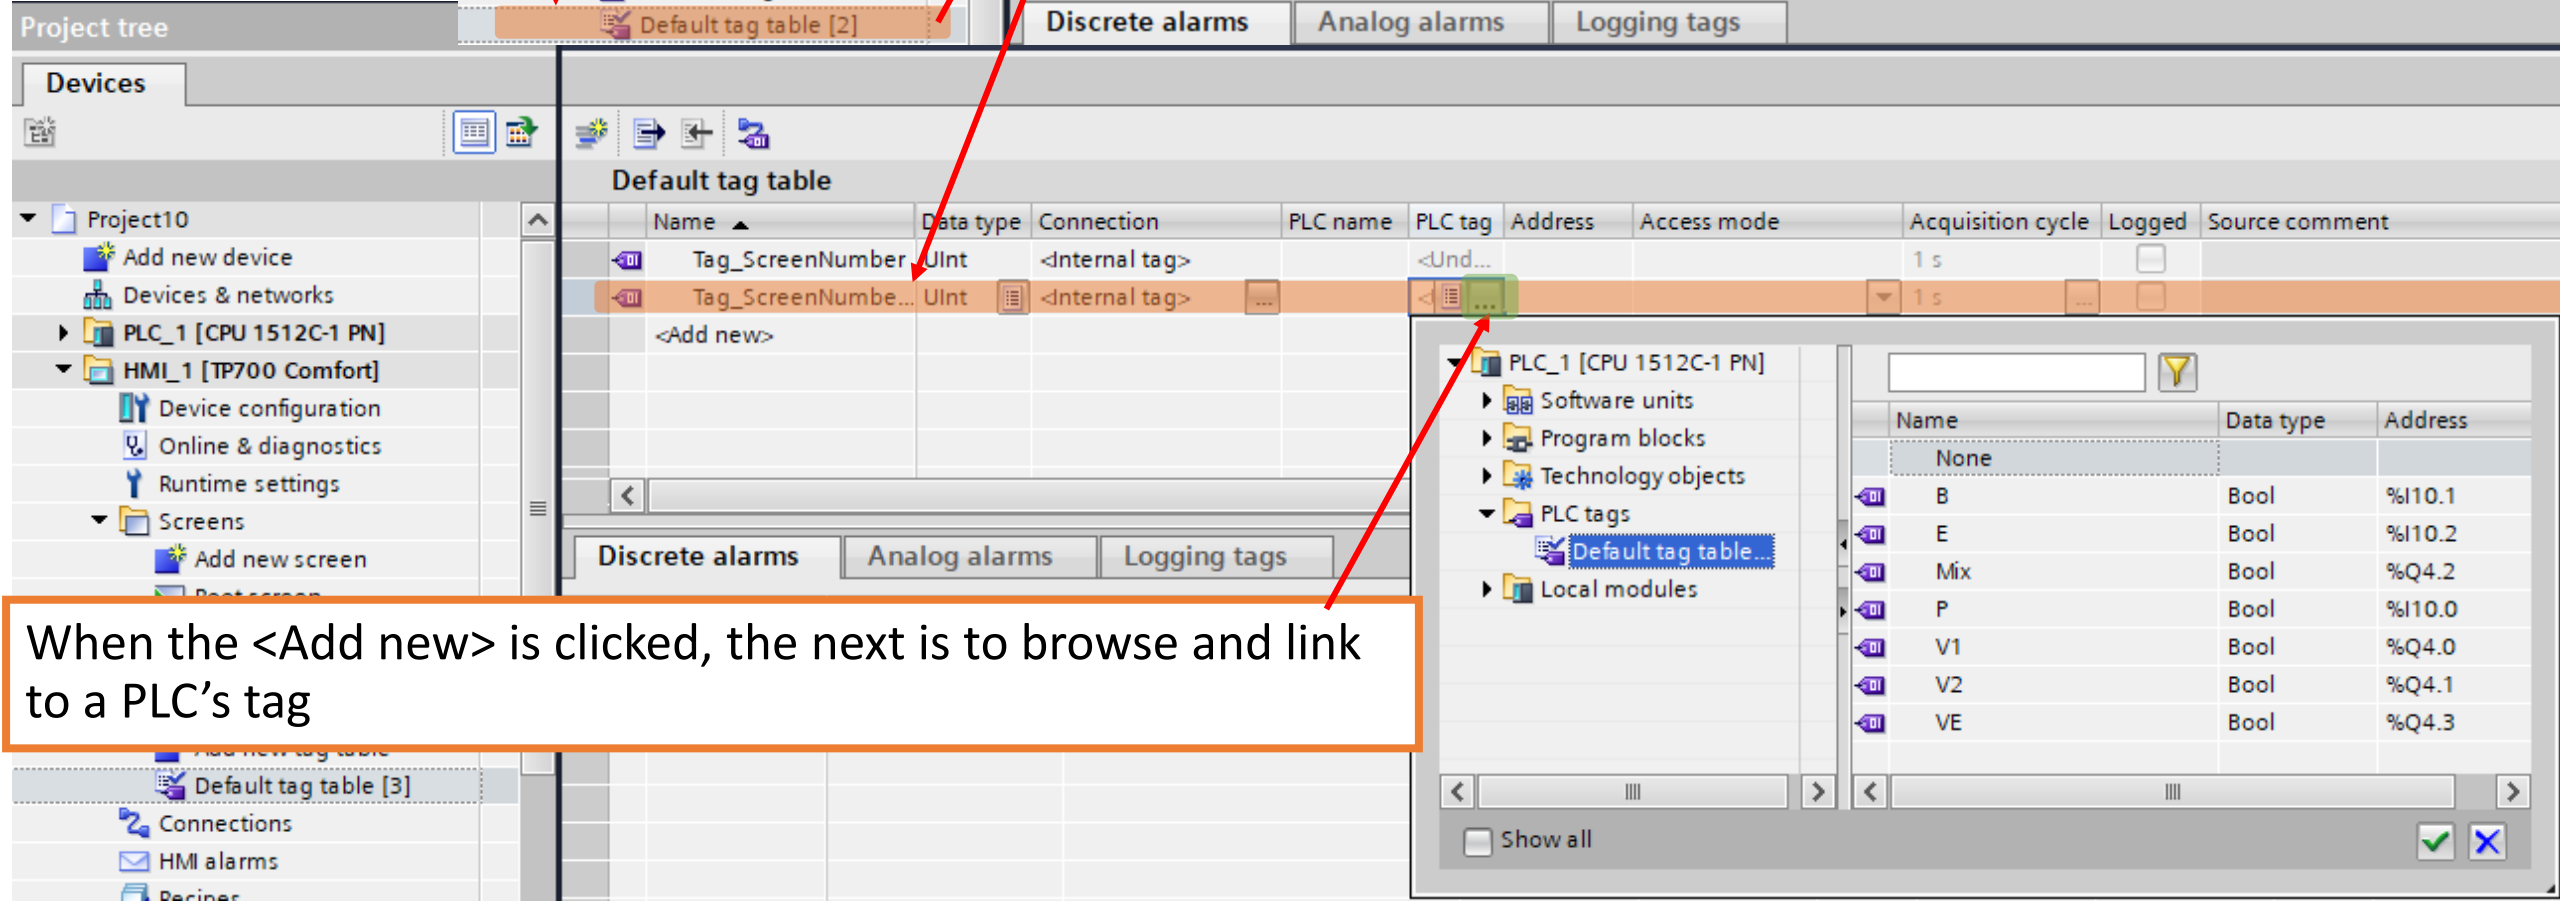 Default tag table [2]
Discrete alarms
Analog alarms
Logging tags
Project tree
Devices
Default tag table
Name
Data type
Connection
PLC name
PLC tag
Address
Access mode
Acquisition cycle
Logged
Source comment
Tag_ScreenNumber
UInt
<Internal tag>
<Und...
1 s
Tag_ScreenNumbe...
UInt
<Internal tag>
...
...
1 s
...
<Add new>
Project10
Add new device
Devices & networks
PLC_1 [CPU 1512C-1 PN]
HMI_1 [TP700 Comfort]
Device configuration
Online & diagnostics
Runtime settings
Screens
Add new screen
Root screen
Discrete alarms
Analog alarms
Logging tags
When the <Add new> is clicked, the next is to browse and link
to a PLC’s tag
Add new tag table
Default tag table [3]
Connections
HMI alarms
Recipes
PLC_1 [CPU 1512C-1 PN]
Software units
Program blocks
Technology objects
PLC tags
Default tag table...
Local modules
Name
Data type
Address
None
B
Bool
%I10.1
E
Bool
%I10.2
Mix
Bool
%Q4.2
P
Bool
%I10.0
V1
Bool
%Q4.0
V2
Bool
%Q4.1
VE
Bool
%Q4.3
Show all